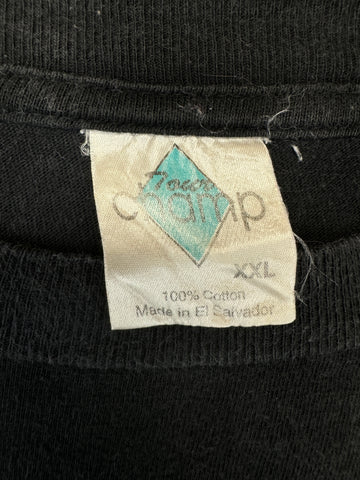 Tour
champ
XXL
100% Cotton
Made in El Salvador